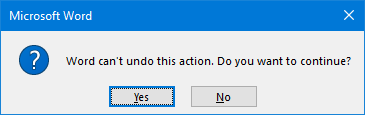 Microsoft Word
Word can't undo this action. Do you want to continue?
Yes
No